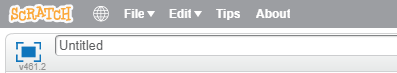 SCRATCH File Edit Tips About
Untitled
v461.2